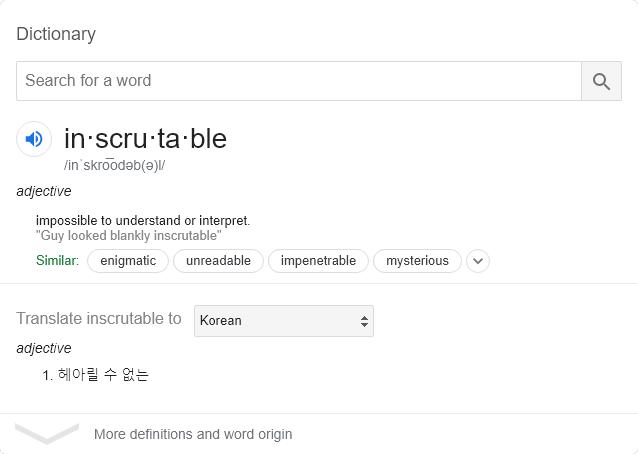 Dictionary
Search for a word
in·scru·ta·ble
/inˈskro͞odəb(ə)l/
adjective
impossible to understand or interpret.
"Guy looked blankly inscrutable"
Similar: enigmatic unreadable impenetrable mysterious
Translate inscrutable to Korean
adjective
1. 헤아릴 수 없는
More definitions and word origin